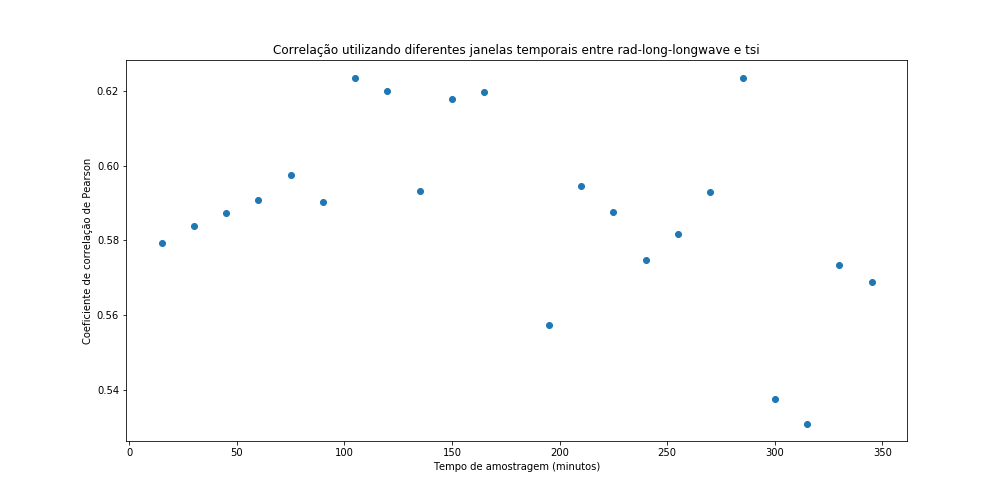 Correlação utilizando diferentes janelas temporais entre rad-long-longwave e tsi
Coeficiente de correlação de Pearson
0.62
0.60
0.58
0.56
0.54
0 50 100 150 200 250 300 350
Tempo de amostragem (minutos)